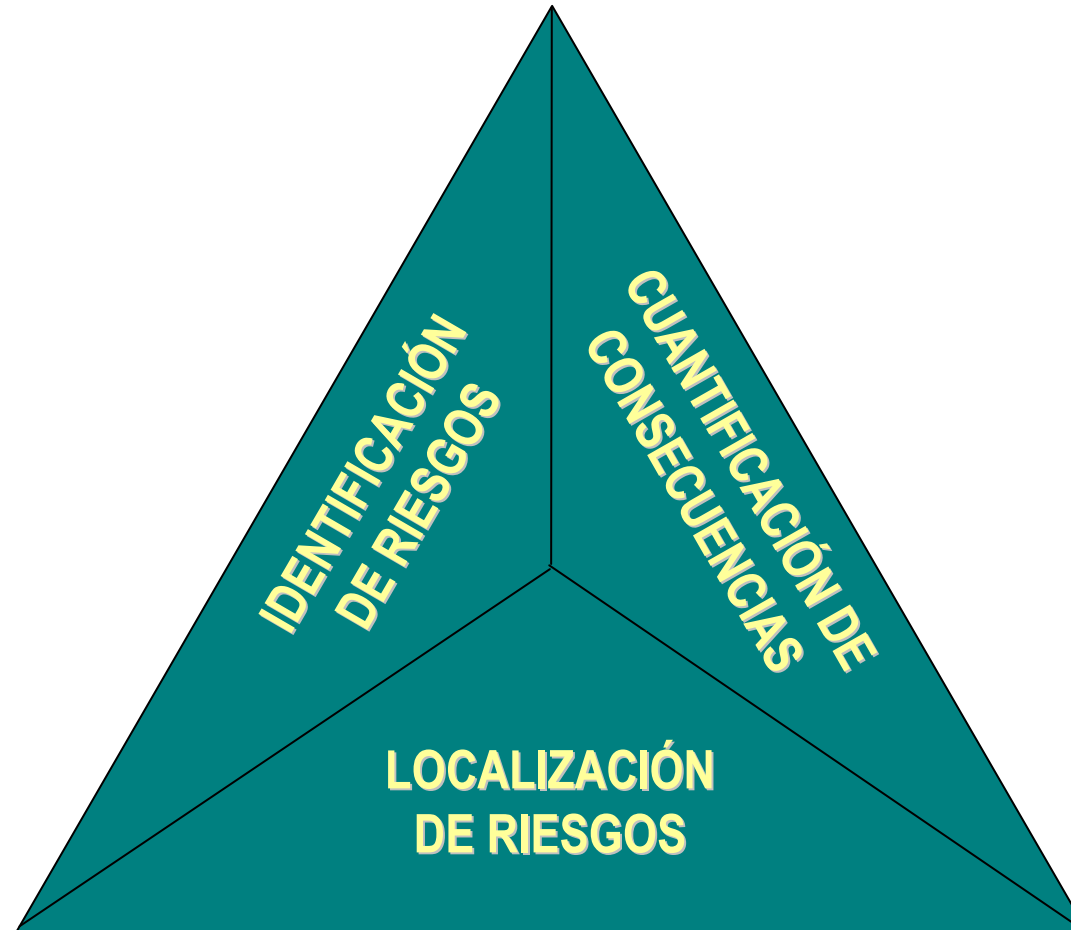 IDENTIFICACIÓN
DE RIESGOS
CUANTIFICACIÓN DE
CONSECUENCIAS
LOCALIZACIÓN
DE RIESGOS